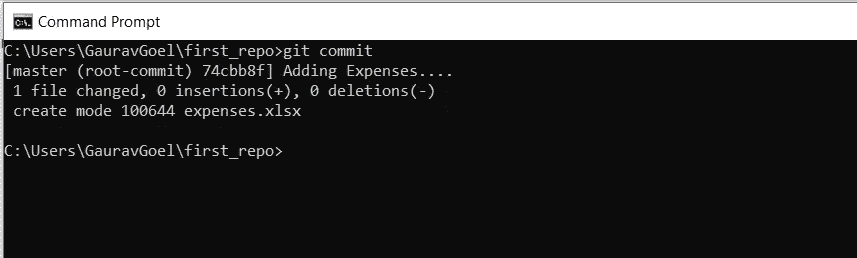 Command Prompt
C:\Users\GauravGoel\first_repo>git commit
[master (root-commit) 74cbb8f] Adding Expenses....
 1 file changed, 0 insertions(+), 0 deletions(-)
 create mode 100644 expenses.xlsx
C:\Users\GauravGoel\first_repo>